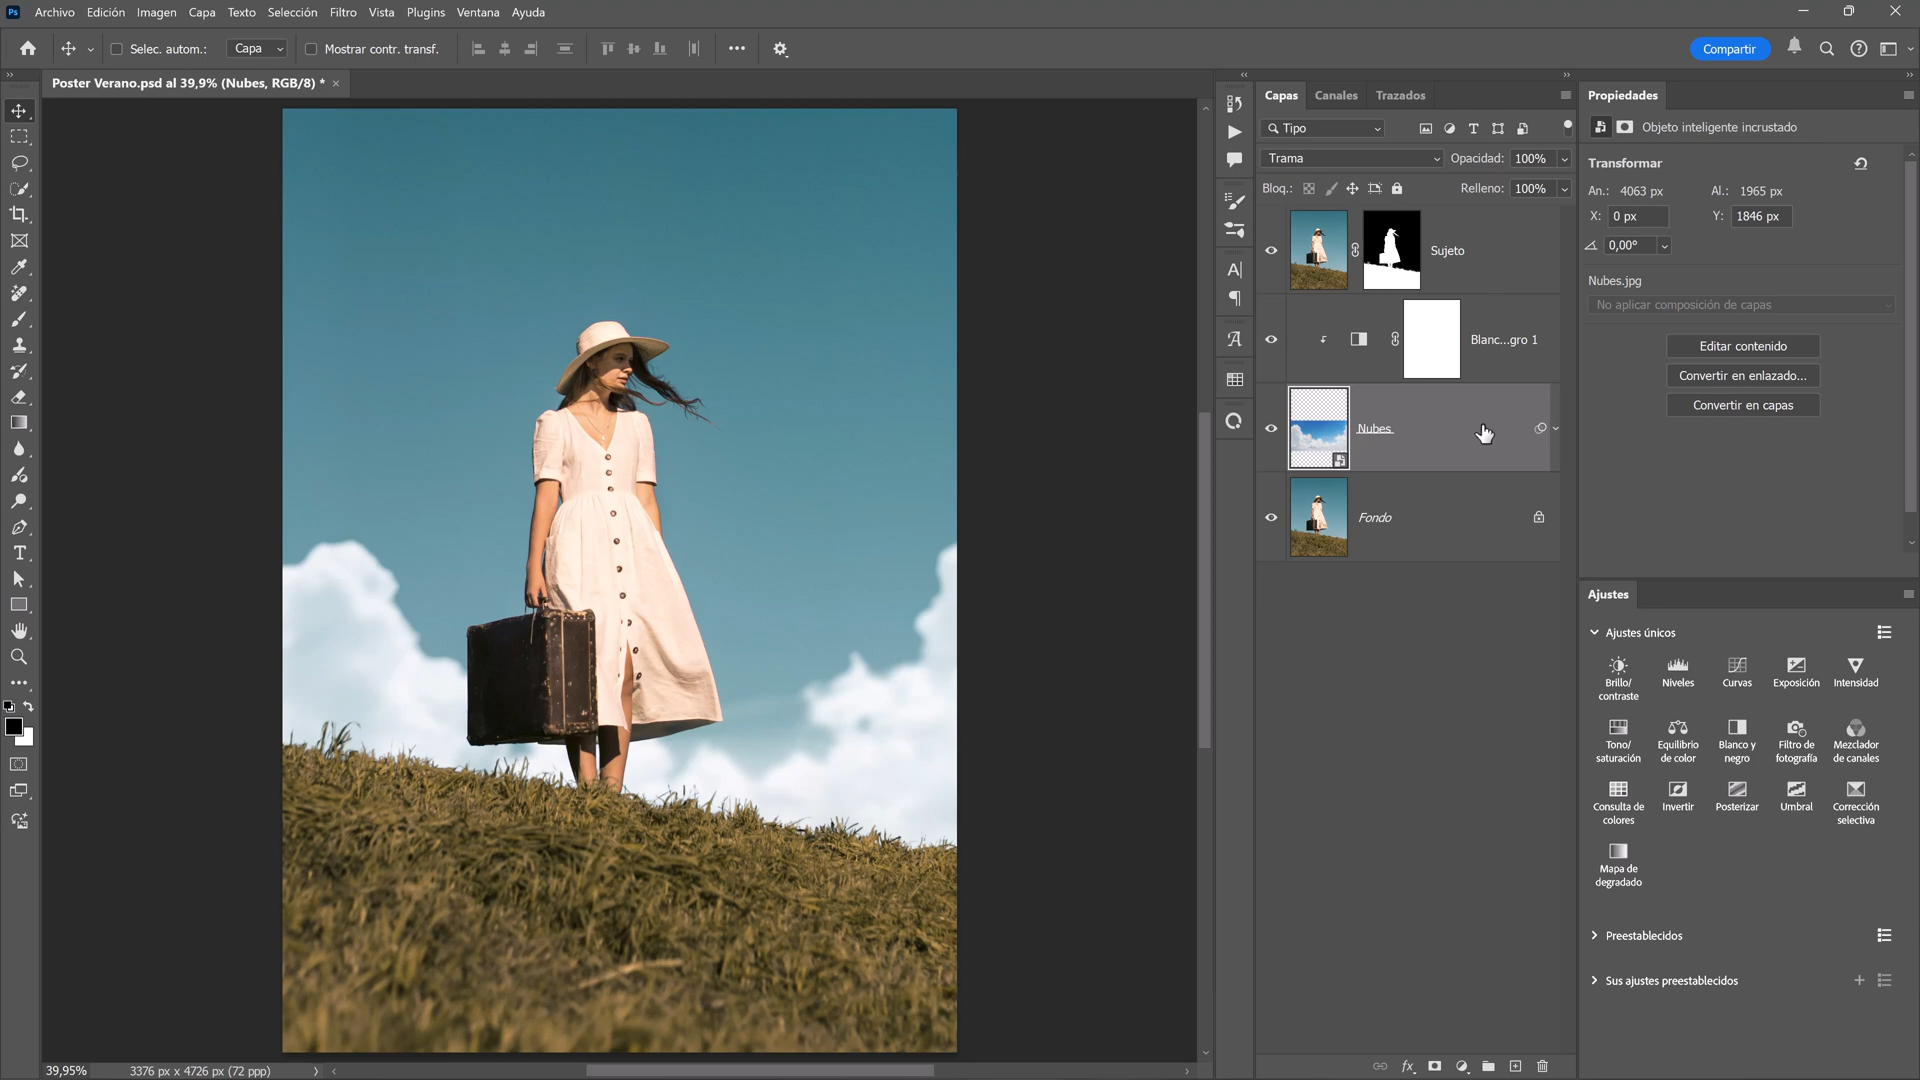 Ps Archivo Edición Imagen Capa Texto Selección Filtro Vista Plugins Ventana Ayuda
Selec. autom.: Capa Mostrar contr. transf. Compartir
Poster Verano.psd al 39,9% (Nubes, RGB/8) * ×
Capas Canales Trazados
Tipo
Trama Opacidad: 100%
Bloq.: Relleno: 100%
Sujeto
Blanc...gro 1
Nubes
Fondo
fx
Propiedades
Objeto inteligente incrustado
Transformar
An.: 4063 px Al.: 1965 px
X: 0 px Y: 1846 px
0,00°
Nubes.jpg
No aplicar composición de capas
Editar contenido
Convertir en enlazado...
Convertir en capas
Ajustes
Ajustes únicos
Brillo/
contraste
Niveles
Curvas
Exposición
Intensidad
Tono/
saturación
Equilibrio
de color
Blanco y
negro
Filtro de
fotografía
Mezclador
de canales
Consulta de
colores
Invertir
Posterizar
Umbral
Corrección
selectiva
Mapa de
degradado
Preestablecidos
Sus ajustes preestablecidos
39,95% 3376 px x 4726 px (72 ppp)